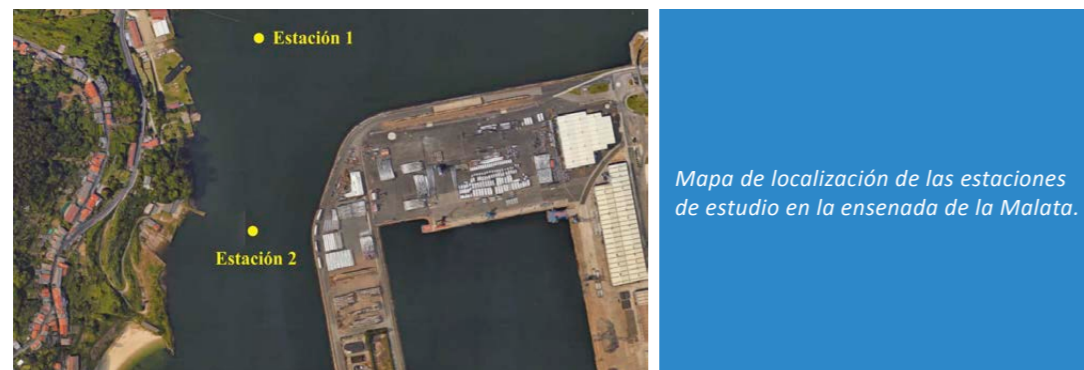 Estación 1
Estación 2
Mapa de localización de las estaciones
de estudio en la ensenada de la Malata.